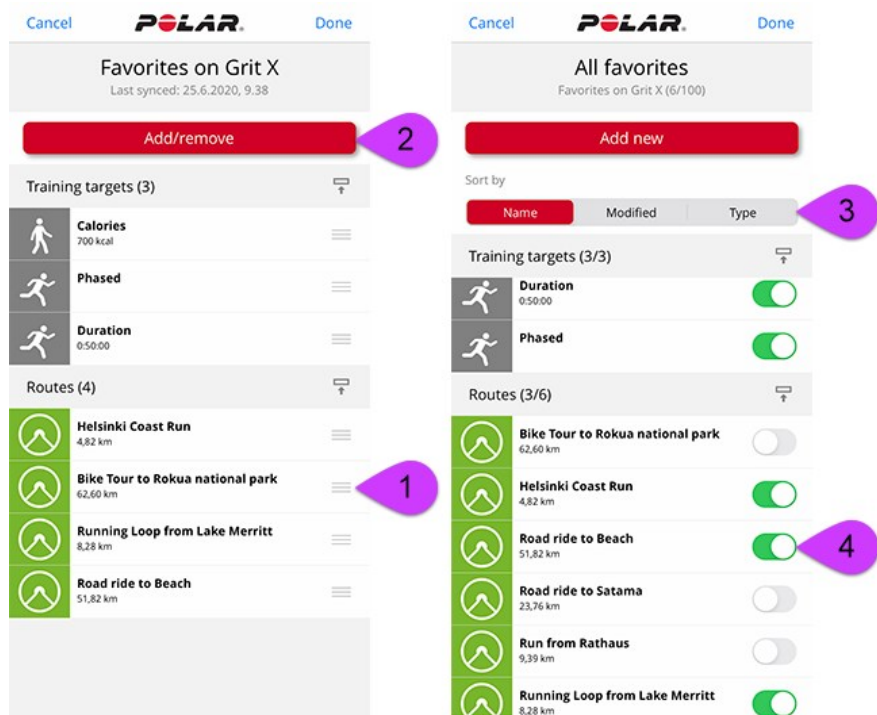 Cancel
POLAR.
Done
Favorites on Grit X
Last synced: 25.6.2020, 9.38
Add/remove
2
Training targets (3)
Calories
700 kcal
Phased
Duration
0:50:00
Routes (4)
Helsinki Coast Run
4,82 km
Bike Tour to Rokua national park
62,60 km
1
Running Loop from Lake Merritt
8,28 km
Road ride to Beach
51,82 km
Cancel
POLAR.
Done
All favorites
Favorites on Grit X (6/100)
Add new
Sort by
Name Modified Type
3
Training targets (3/3)
Duration
0:50:00
Phased
Routes (3/6)
Bike Tour to Rokua national park
62,60 km
Helsinki Coast Run
4,82 km
Road ride to Beach
51,82 km
4
Road ride to Satama
23,76 km
Run from Rathaus
9,39 km
Running Loop from Lake Merritt
8,28 km